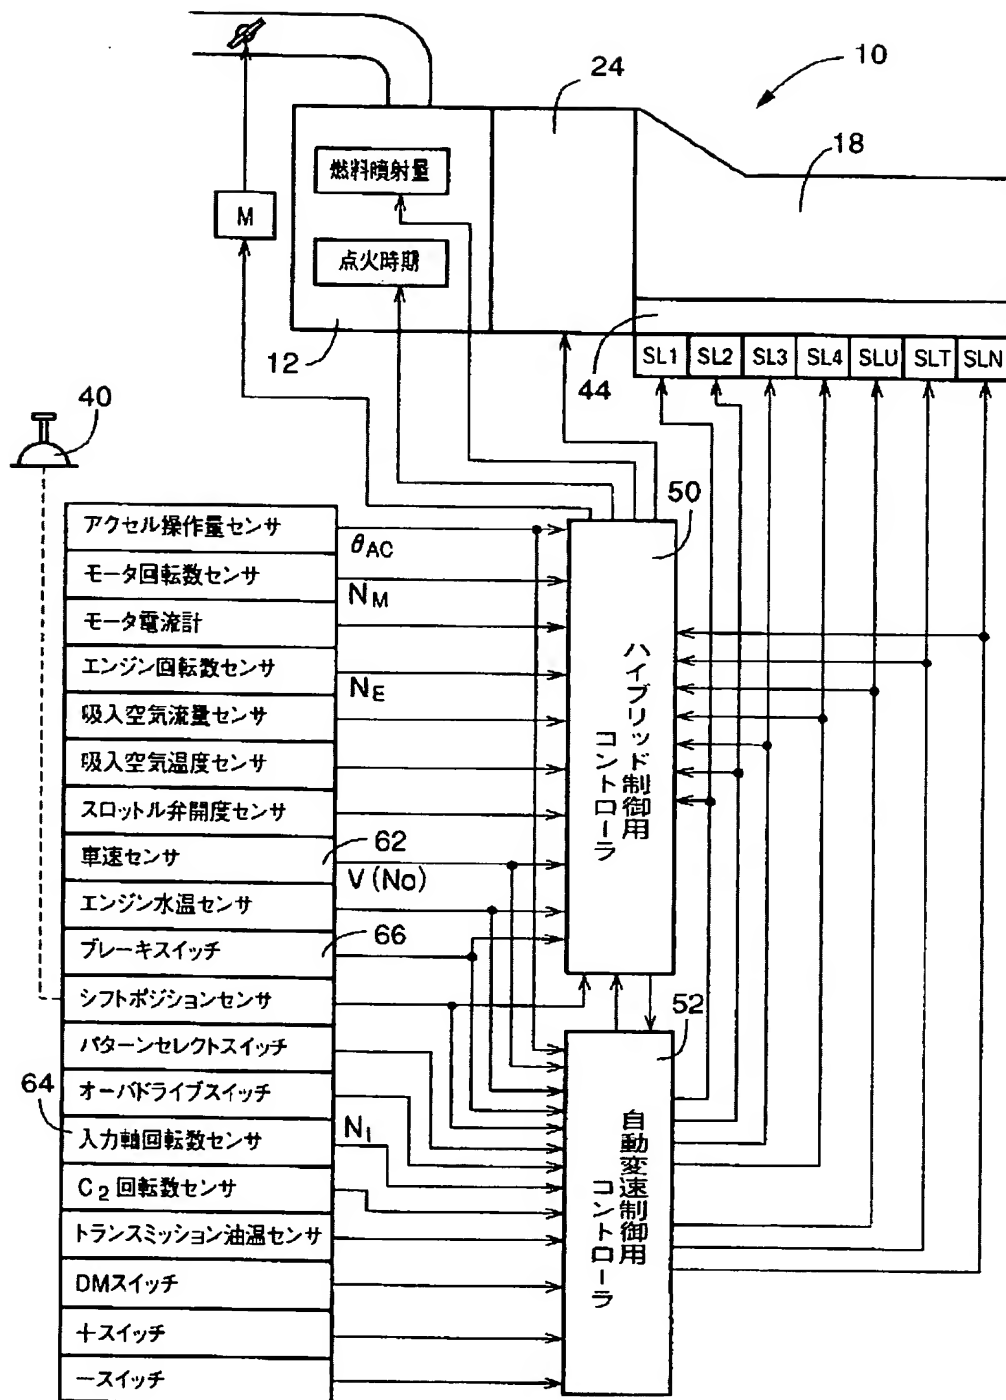 10
24
18
燃料噴射量
M
点火時期
12
44
SL1 SL2 SL3 SL4 SLU SLT SLN
40
50
アクセル操作量センサ
θAC
モータ回転数センサ
NM
モータ電流計
エンジン回転数センサ
NE
吸入空気流量センサ
吸入空気温度センサ
スロットル弁開度センサ
車速センサ
62
V(No)
エンジン水温センサ
ブレーキスイッチ
66
シフトポジションセンサ
パターンセレクトスイッチ
64
オーバドライブスイッチ
入力軸回転数センサ
NI
C2回転数センサ
トランスミッション油温センサ
DMスイッチ
+スイッチ
ースイッチ
ハイブリッド制御用
コントローラ
52
自動変速制御用
コントローラ